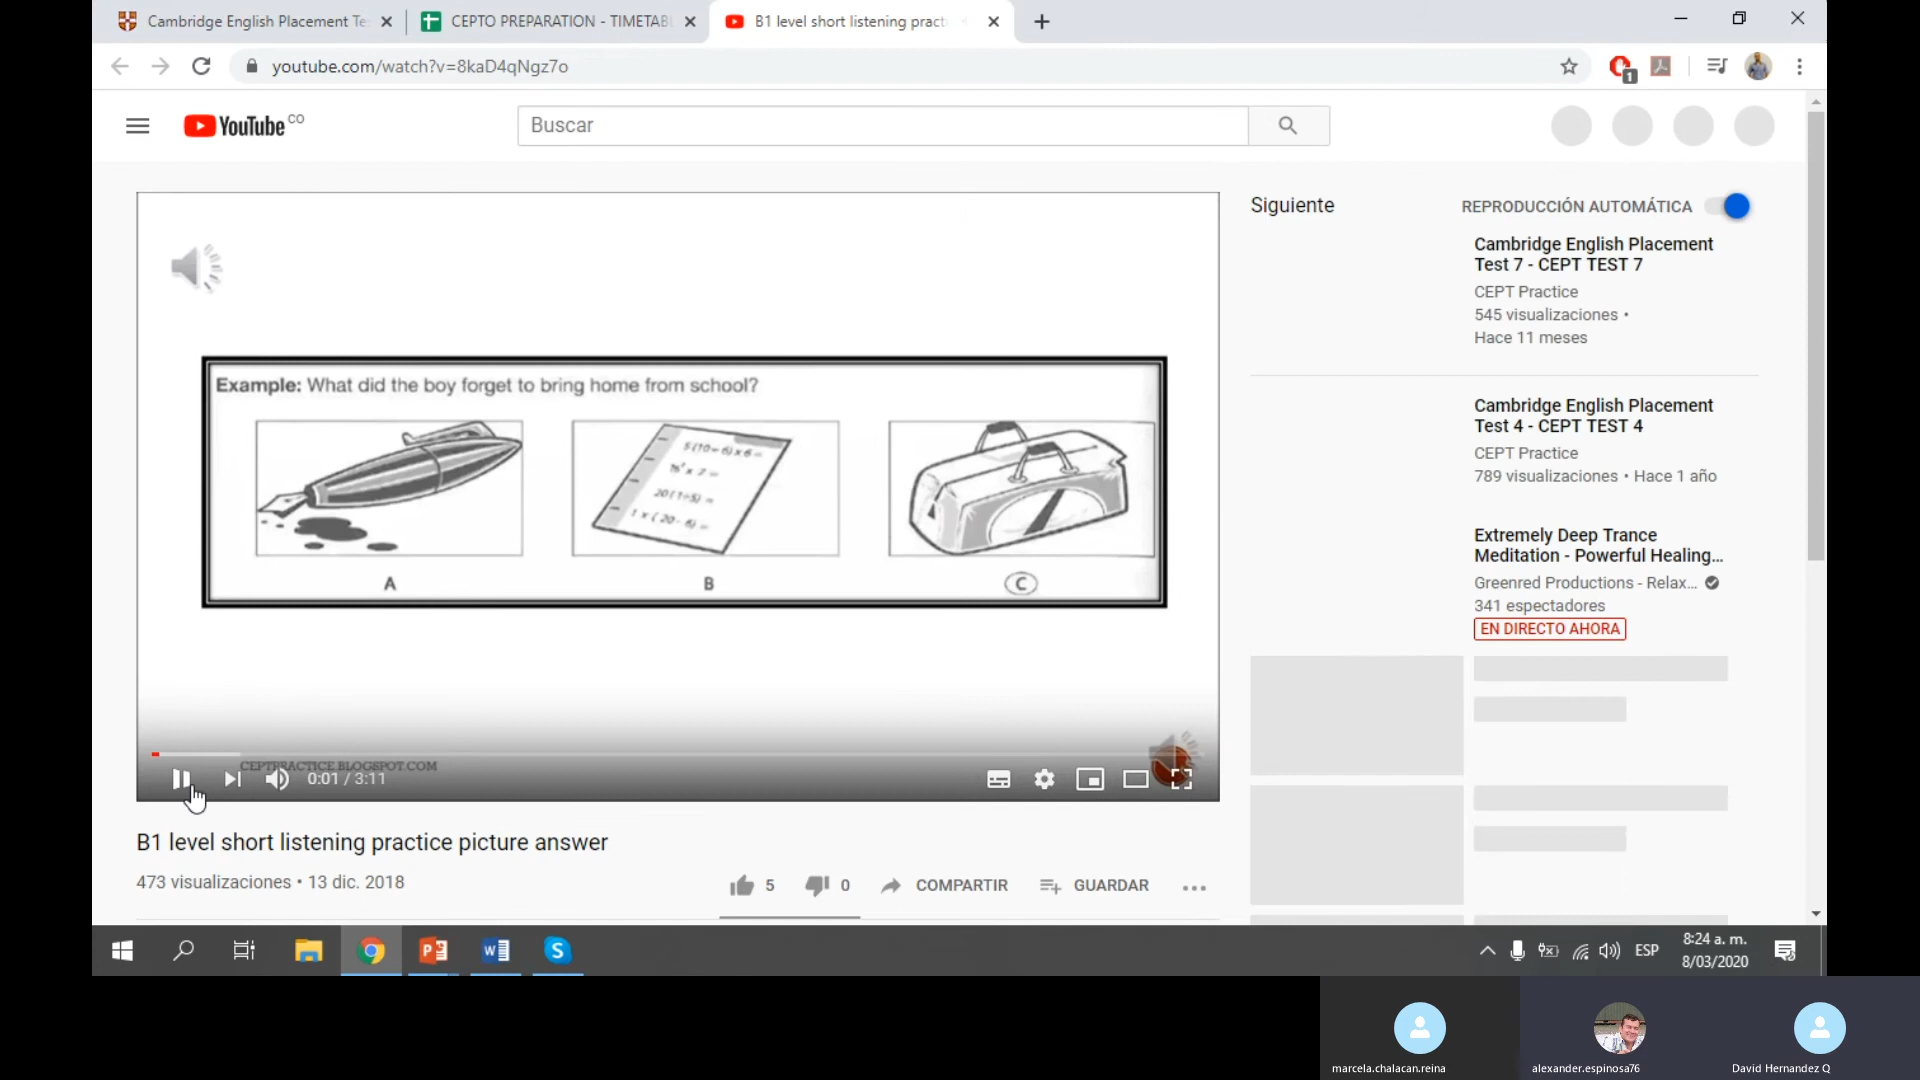 Cambridge English Placement Te
CEPTO PREPARATION - TIMETAB
B1 level short listening pract
youtube.com/watch?v=8kaD4qNgz7o
1
YouTube CO
Buscar
Example: What did the boy forget to bring home from school?
A
B
C
CEPTPRACTICE.BLOGSPOT.COM
0:01 / 3:11
B1 level short listening practice picture answer
473 visualizaciones • 13 dic. 2018
5
0
COMPARTIR
GUARDAR
Siguiente
REPRODUCCIÓN AUTOMÁTICA
Cambridge English Placement
Test 7 - CEPT TEST 7
CEPT Practice
545 visualizaciones •
Hace 11 meses
Cambridge English Placement
Test 4 - CEPT TEST 4
CEPT Practice
789 visualizaciones • Hace 1 año
Extremely Deep Trance
Meditation - Powerful Healing...
Greenred Productions - Relax...
341 espectadores
EN DIRECTO AHORA
ESP
8:24 a. m.
8/03/2020
marcela.chalacan.reina
alexander.espinosa76
David Hernandez Q